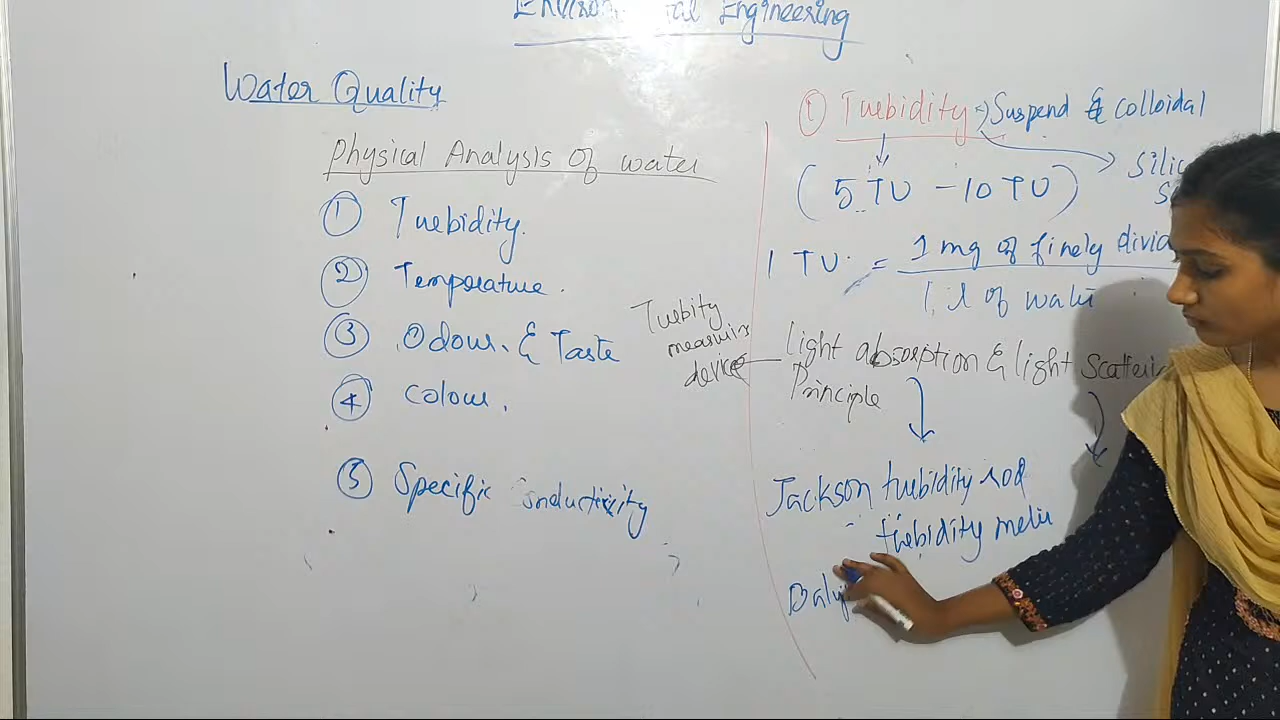 Engineering
Water Quality
Physical Analysis of water
① Turbidity.
② Temperature.
③ Odour. & Taste
④ Colour.
⑤ Specific Conductivity
① Turbidity → Suspend & colloidal
(5 TU - 10 TU)
1 TU. = 1 mg of finely
1 l of water
Turbity
measuring
device
light absorption & light
Principle
Jackson turbidity rod
turbidity meter